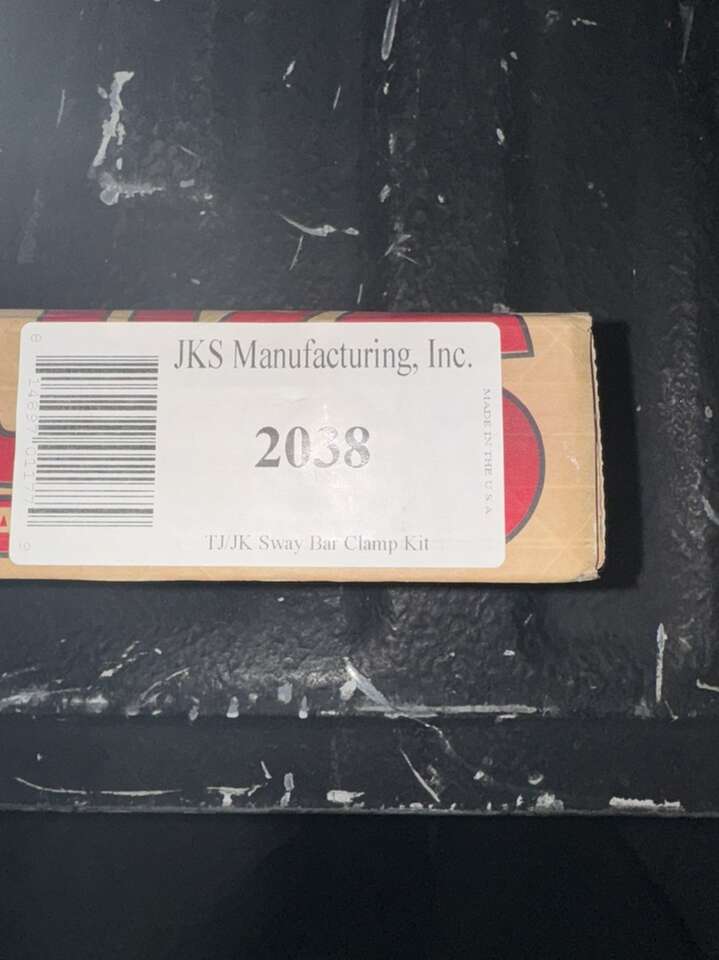 JKS Manufacturing, Inc.
2038
TJ/JK Sway Bar Clamp Kit
MADE IN THE U S A